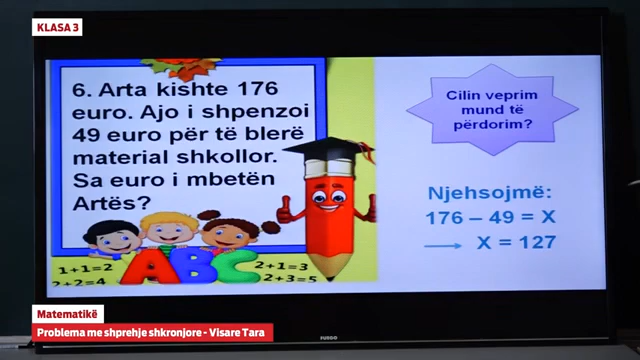 KLASA 3
6. Arta kishte 176
euro. Ajo i shpenzoi
49 euro për të blerë
material shkollor.
Sa euro i mbetën
Artës?
ABC
1+1=2
2+2=4
2+1=3
2+3=5
Cilin veprim
mund të
përdorim?
Njehsojmë:
176 – 49 = X
X = 127
Matematikë
Problema me shprehje shkronjore - Visare Tara
FUEGO